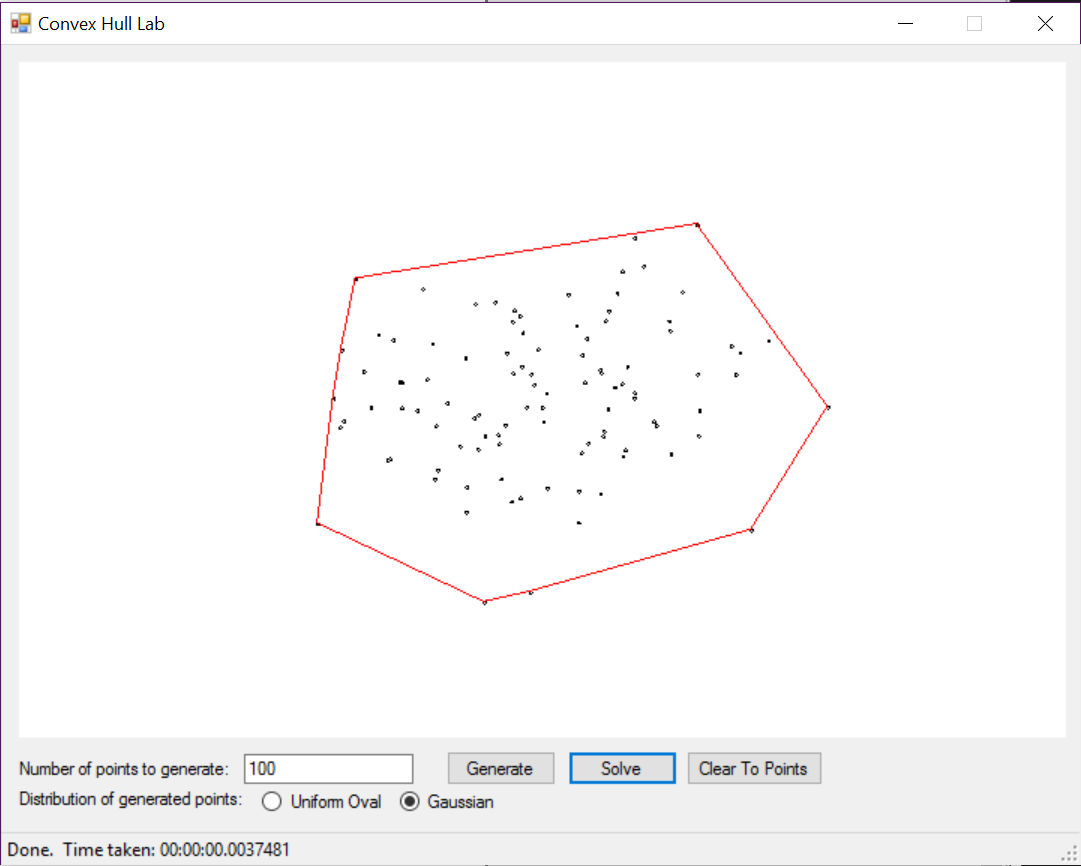 Convex Hull Lab
Number of points to generate: 100 Generate Solve Clear To Points
Distribution of generated points: Uniform Oval Gaussian
Done. Time taken: 00:00:00.0037481